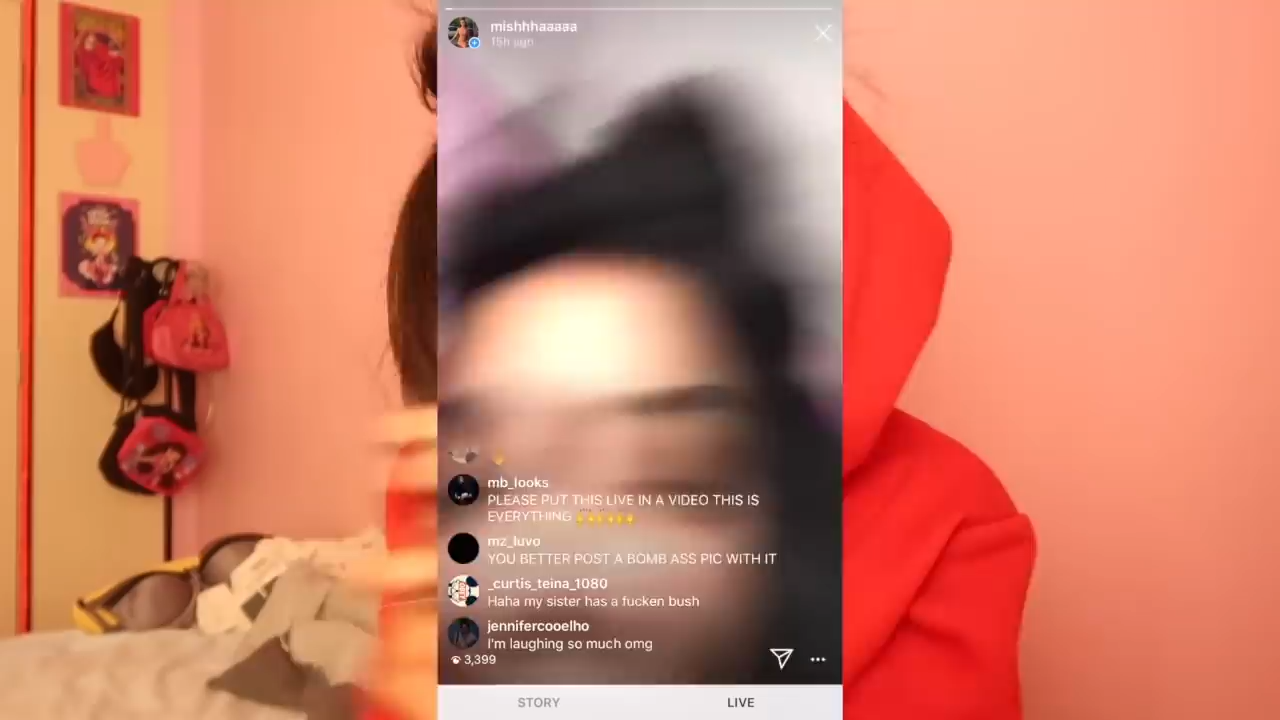 mishhhaaaaa
15h ago
mb_looks
PLEASE PUT THIS LIVE IN A VIDEO THIS IS
EVERYTHING
mz_luvo
YOU BETTER POST A BOMB ASS PIC WITH IT
_curtis_teina_1080
Haha my sister has a fucken bush
jennifercooelho
I'm laughing so much omg
3,399
STORY
LIVE